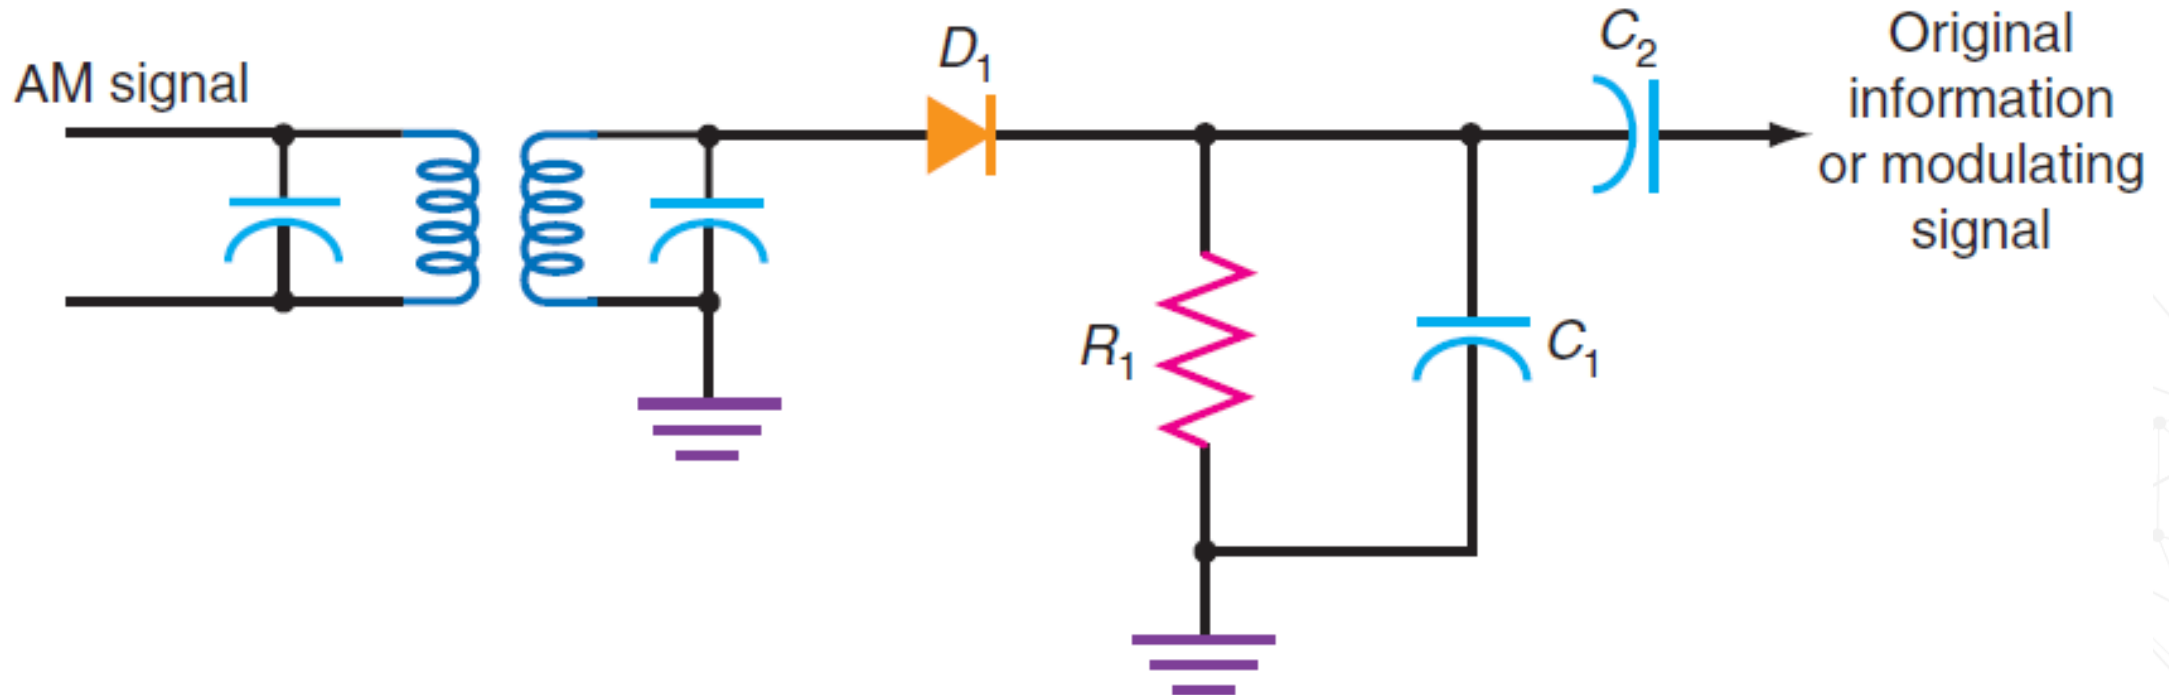 AM signal
D1
C2
Original
information
or modulating
signal
R1
C1